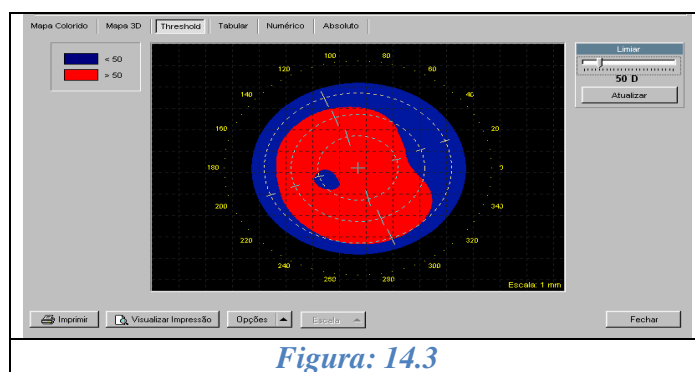 Mapa Colorido Mapa 3D Threshold Tabular Numérico Absoluto
< 50
> 50
Limiar
50 D
Atualizar
100 80
120 60
140 40
160 20
180 0
200 340
220 320
240 300
260 280
Escala: 1 mm
Imprimir Visualizar Impressão Opções Escala Fechar
Figura: 14.3